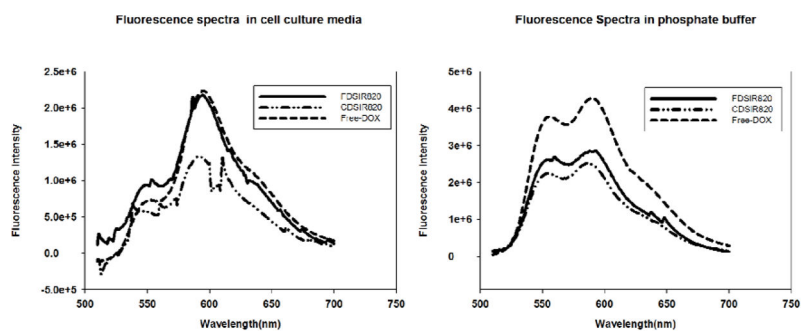 Fluorescence spectra in cell culture media
2.5e+6
2.0e+6
1.5e+6
1.0e+6
5.0e+5
0.0
-5.0e+5
Fluorescence Intensity
FDSIR820
CDSIR820
Free-DOX
500
550
600
650
700
750
Wavelength(nm)
Fluorescence Spectra in phosphate buffer
5e+6
4e+6
3e+6
2e+6
1e+6
0
Fluorescence Intensity
FDSIR820
CDSIR820
Free-DOX
500
550
600
650
700
750
Wavelength(nm)